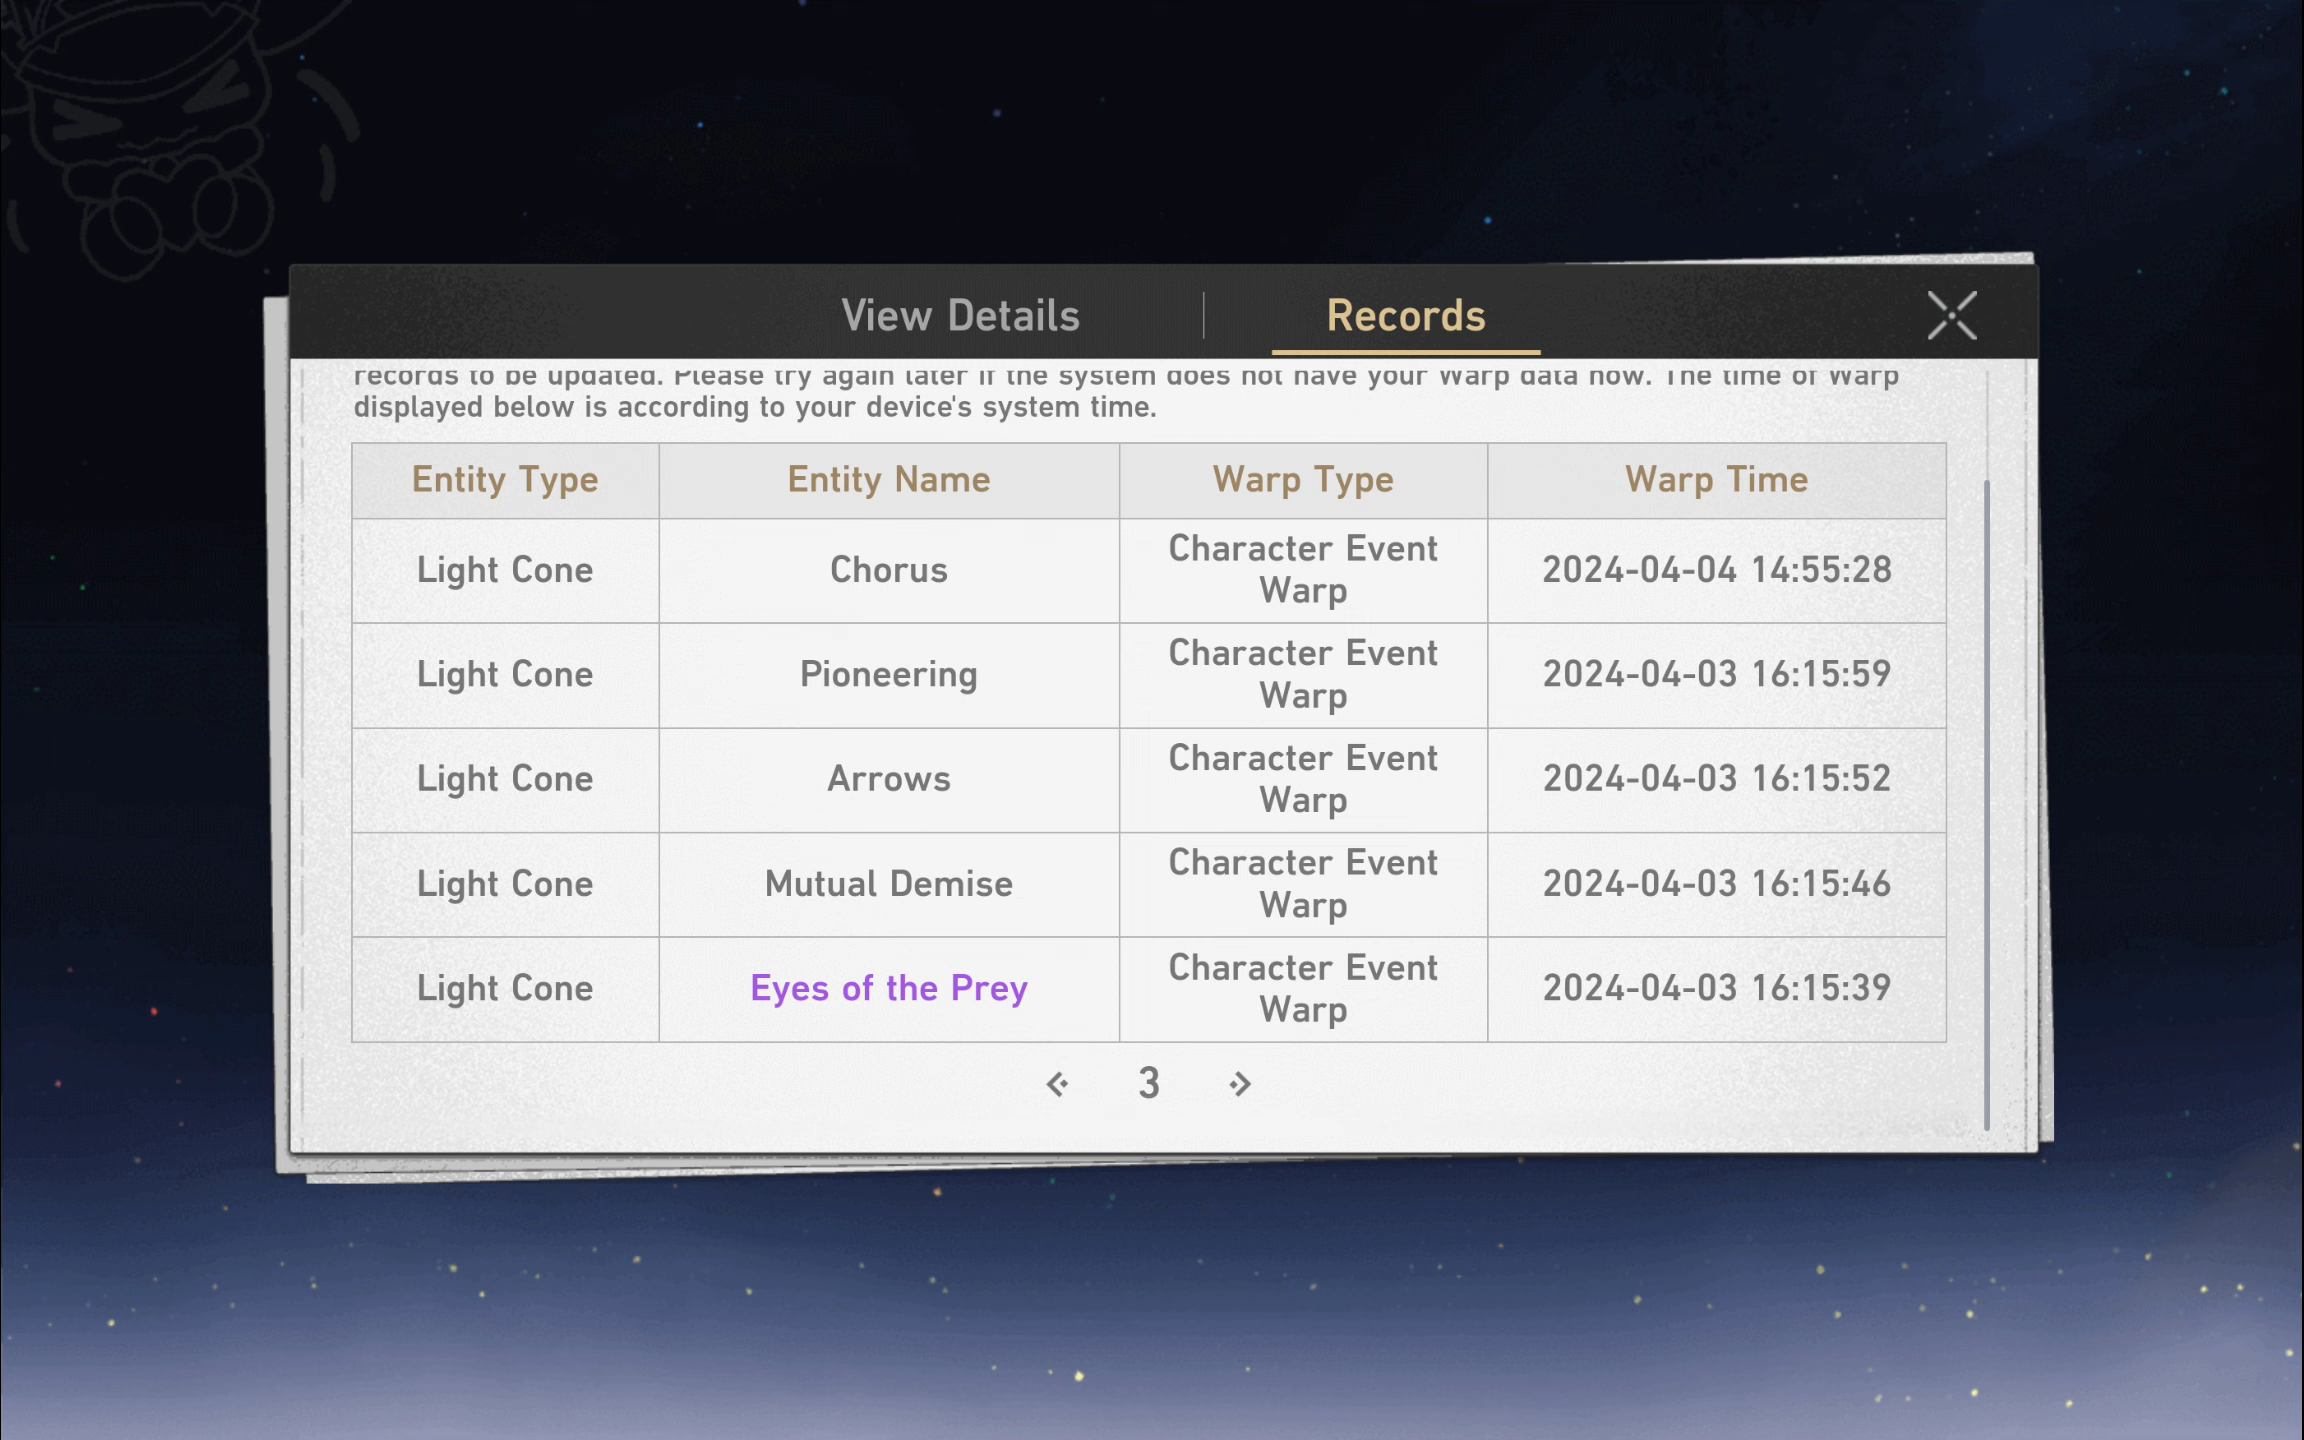 View Details
Records
records to be updated. Please try again later if the system does not have your Warp data now. The time of Warp
displayed below is according to your device's system time.
Entity Type Entity Name Warp Type Warp Time
Light Cone Chorus Character Event Warp 2024-04-04 14:55:28
Light Cone Pioneering Character Event Warp 2024-04-03 16:15:59
Light Cone Arrows Character Event Warp 2024-04-03 16:15:52
Light Cone Mutual Demise Character Event Warp 2024-04-03 16:15:46
Light Cone Eyes of the Prey Character Event Warp 2024-04-03 16:15:39
3